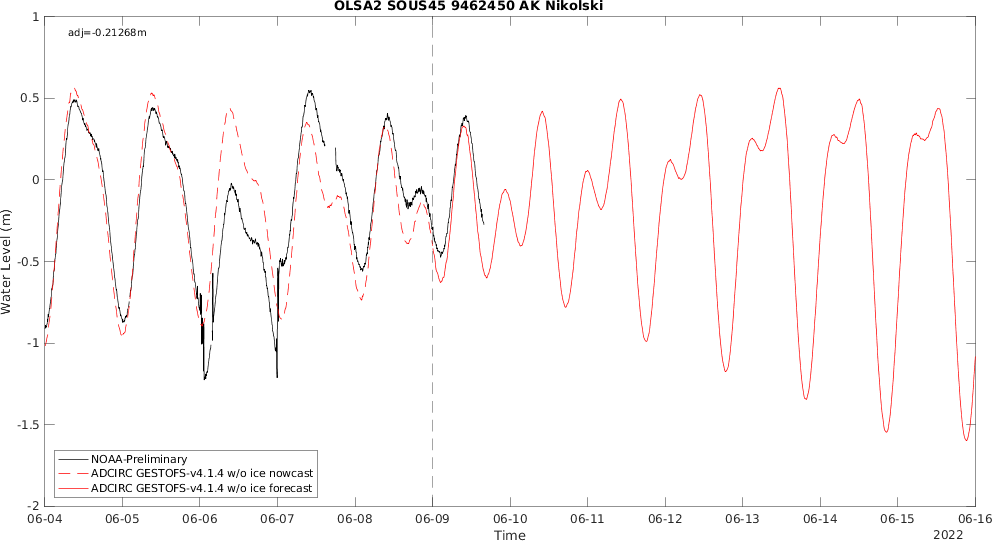 OLSA2 SOUS45 9462450 AK Nikolski
adj=-0.21268m
1
0.5
0
-0.5
-1
-1.5
-2
Water Level (m)
NOAA-Preliminary
ADCIRC GESTOFS-v4.1.4 w/o ice nowcast
ADCIRC GESTOFS-v4.1.4 w/o ice forecast
06-04 06-05 06-06 06-07 06-08 06-09 06-10 06-11 06-12 06-13 06-14 06-15 06-16
Time
2022